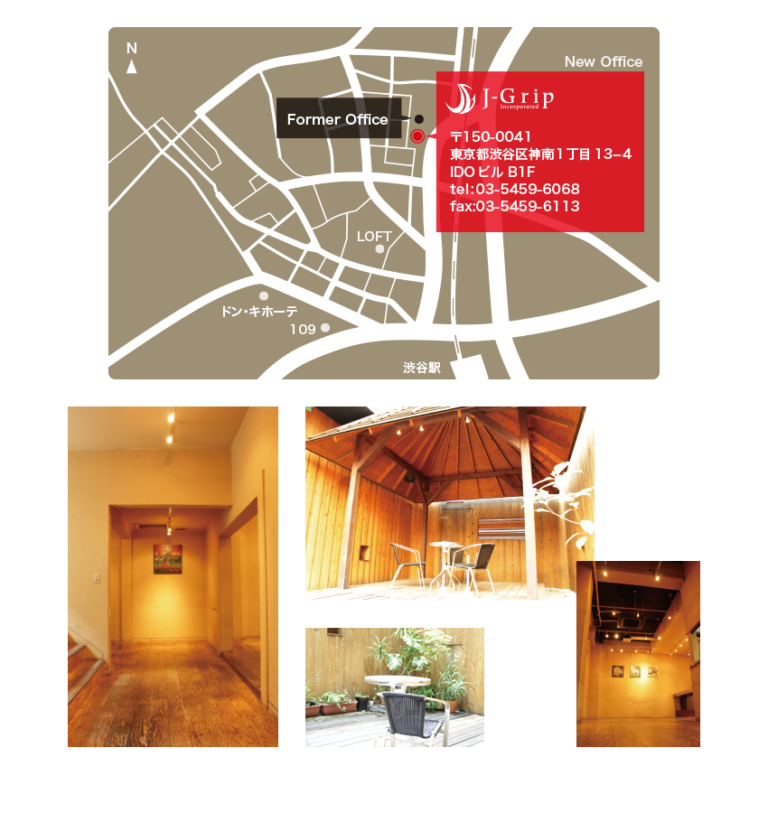 N
New Office
J-Grip
Incorporated
Former Office
〒150-0041
東京都渋谷区神南1丁目13−4
IDOビル B1F
tel:03-5459-6068
fax:03-5459-6113
LOFT
ドン・キホーテ
109
渋谷駅